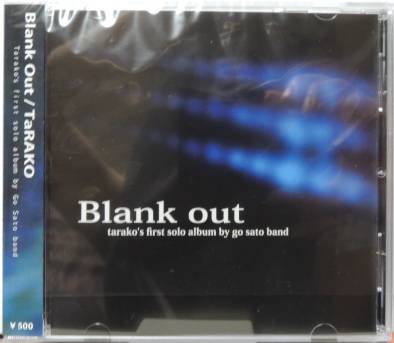 Blank Out / TaRAKO
Tarako's first solo album by Go Sato band
¥500
Blank out
tarako's first solo album by go sato band